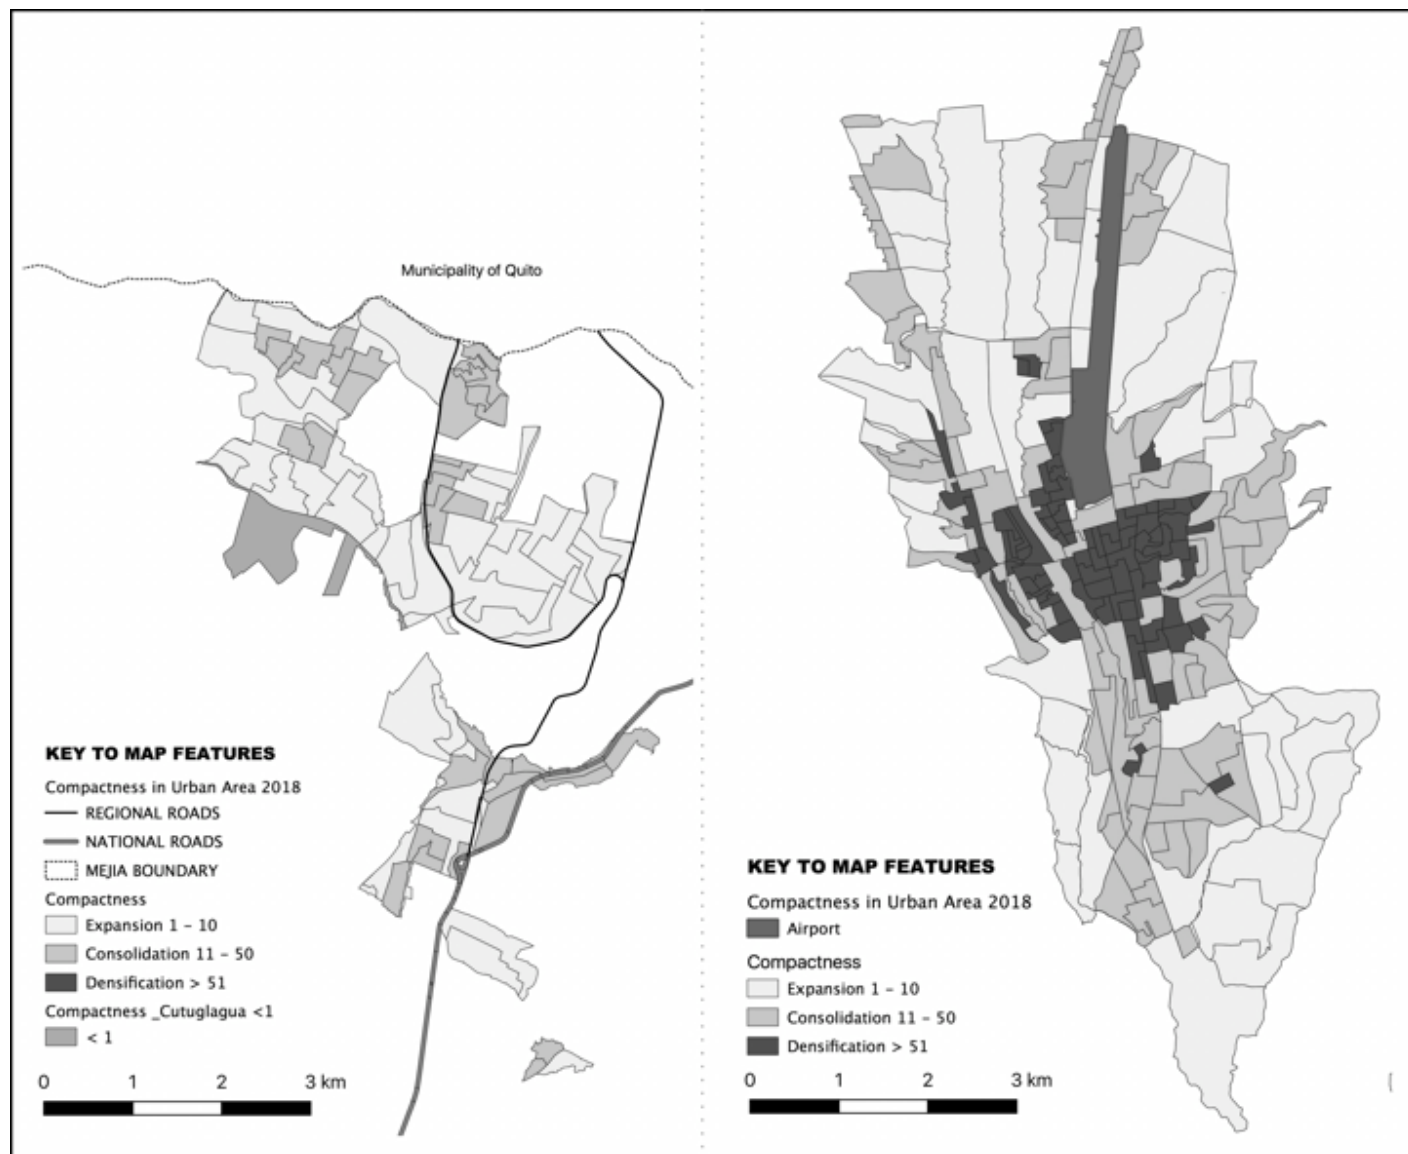 Municipality of Quito
KEY TO MAP FEATURES
Compactness in Urban Area 2018
REGIONAL ROADS
NATIONAL ROADS
MEJIA BOUNDARY
Compactness
Expansion 1 – 10
Consolidation 11 – 50
Densification > 51
Compactness _Cutuglagua <1
< 1
0 1 2 3 km
KEY TO MAP FEATURES
Compactness in Urban Area 2018
Airport
Compactness
Expansion 1 – 10
Consolidation 11 – 50
Densification > 51
0 1 2 3 km